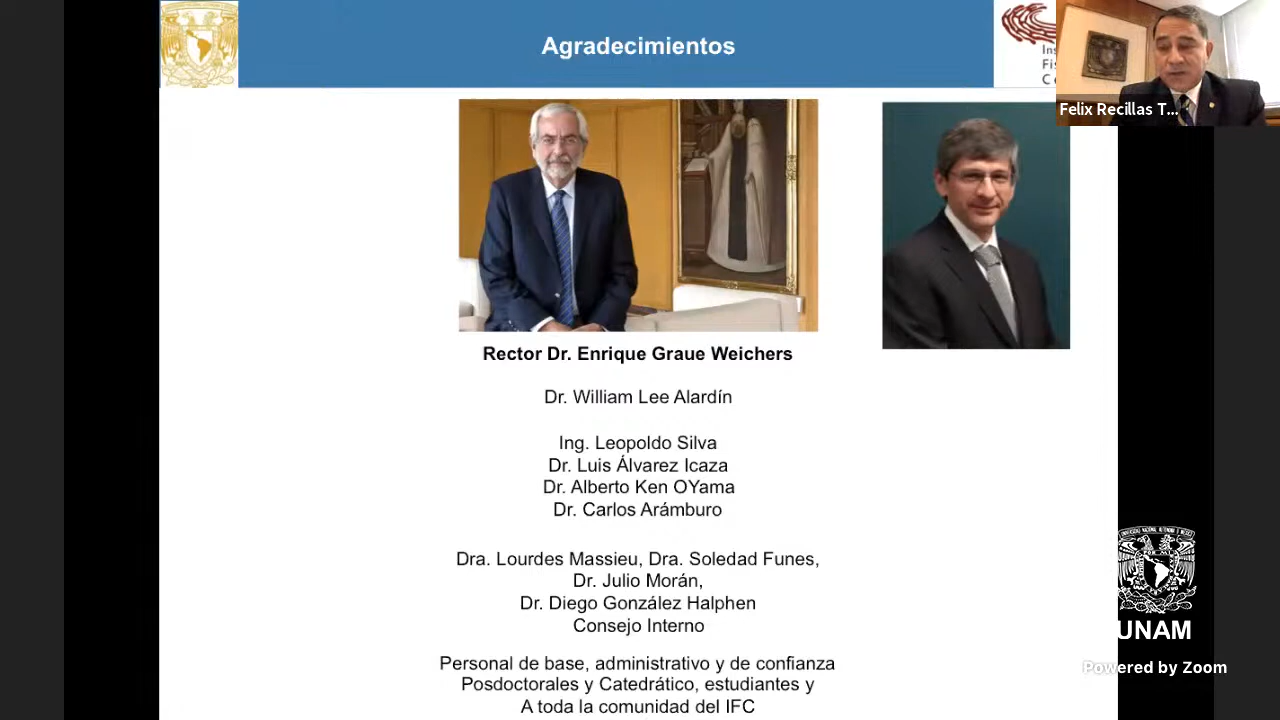 Agradecimientos
Ins
Fis
Ce
Felix Recillas T...
Rector Dr. Enrique Graue Weichers
Dr. William Lee Alardín
Ing. Leopoldo Silva
Dr. Luis Álvarez Icaza
Dr. Alberto Ken OYama
Dr. Carlos Arámburo
Dra. Lourdes Massieu, Dra. Soledad Funes,
Dr. Julio Morán,
Dr. Diego González Halphen
Consejo Interno
Personal de base, administrativo y de confianza
Posdoctorales y Catedrático, estudiantes y
A toda la comunidad del IFC
UNAM
Powered by Zoom